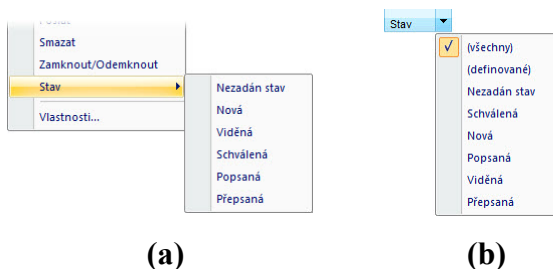 Smazat
Zamknout/Odemknout
Stav
Vlastnosti...
Nezadán stav
Nová
Viděná
Schválená
Popsaná
Přepsaná
(a)
Stav
(všechny)
(definované)
Nezadán stav
Schválená
Nová
Popsaná
Viděná
Přepsaná
(b)